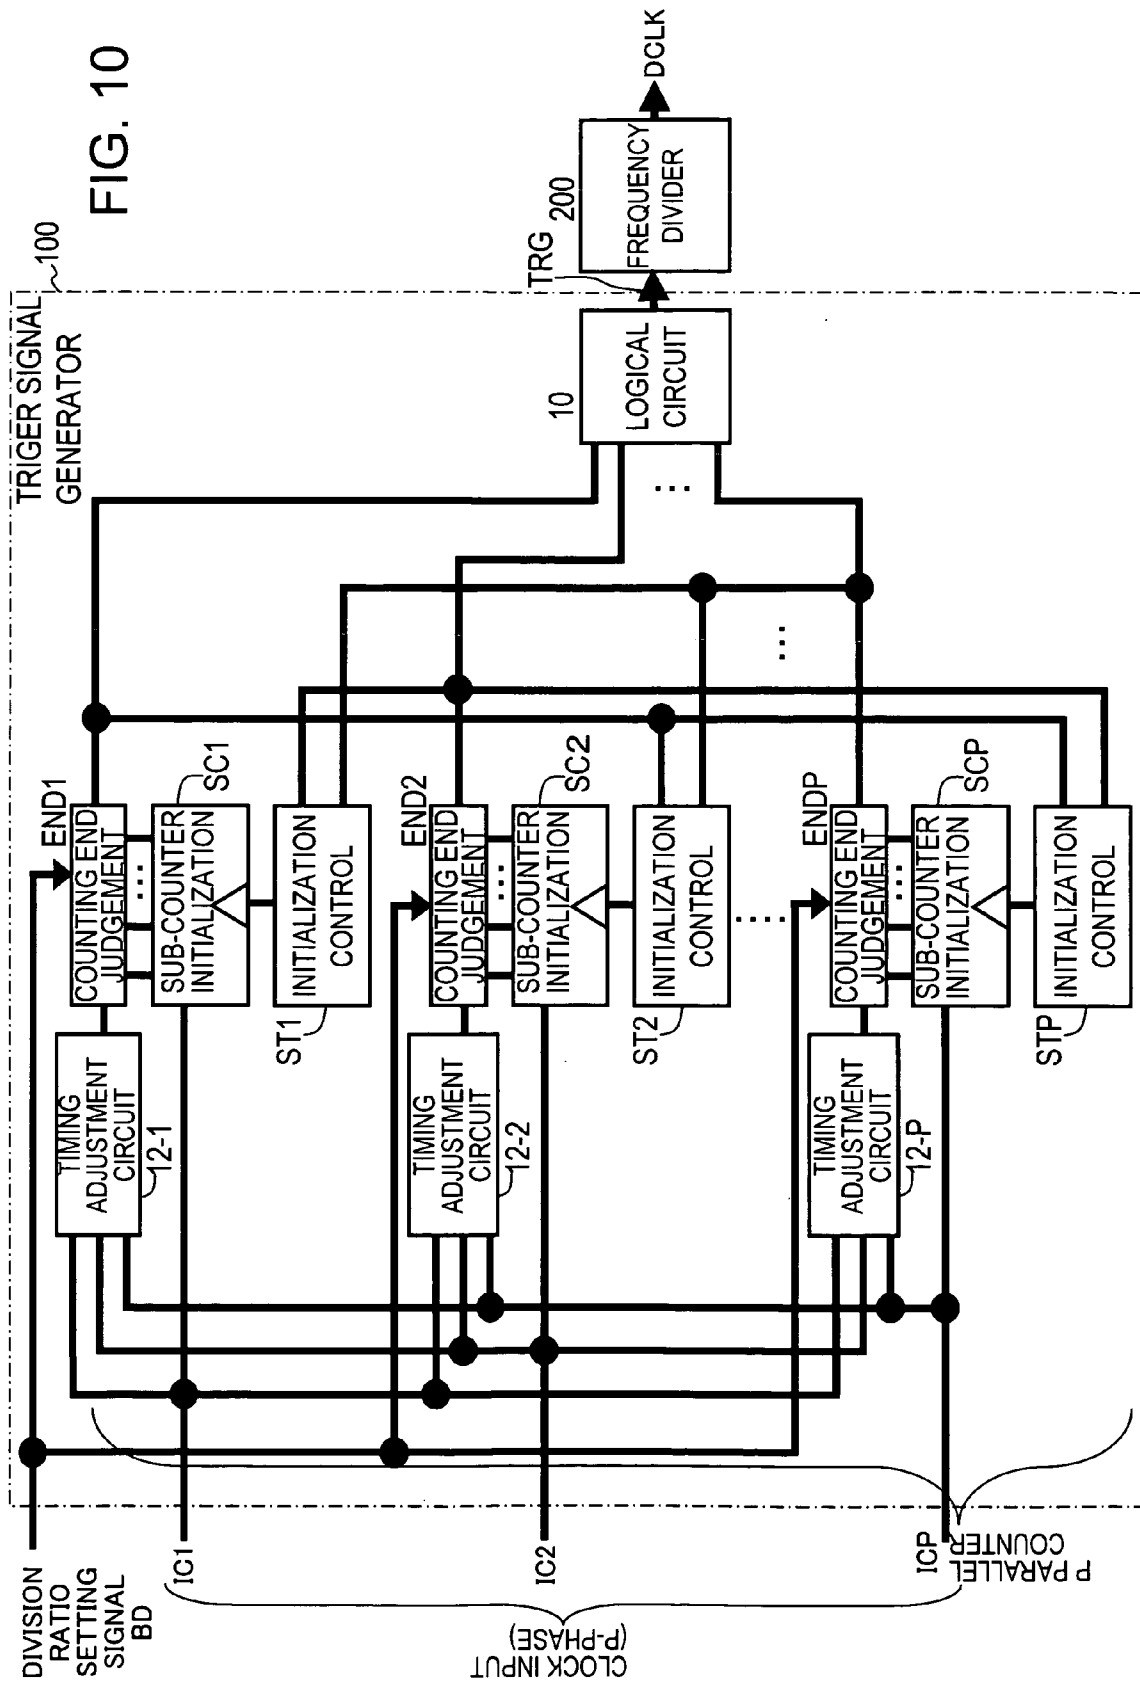 FIG. 10
TRIGER SIGNAL
GENERATOR
100
DIVISION
RATIO
SETTING
SIGNAL
BD
IC1
IC2
ICP
CLOCK INPUT
(P-PHASE)
P PARALLEL
COUNTER
TIMING
ADJUSTMENT
CIRCUIT
12-1
COUNTING END
JUDGEMENT
END1
....
SUB-COUNTER
INITIALIZATION
SC1
INITIALIZATION
CONTROL
ST1
TIMING
ADJUSTMENT
CIRCUIT
12-2
COUNTING END
JUDGEMENT
END2
....
SUB-COUNTER
INITIALIZATION
SC2
INITIALIZATION
CONTROL
ST2
....
TIMING
ADJUSTMENT
CIRCUIT
12-P
COUNTING END
JUDGEMENT
ENDP
....
SUB-COUNTER
INITIALIZATION
SCP
INITIALIZATION
CONTROL
STP
...
...
10
LOGICAL
CIRCUIT
TRG
200
FREQUENCY
DIVIDER
DCLK